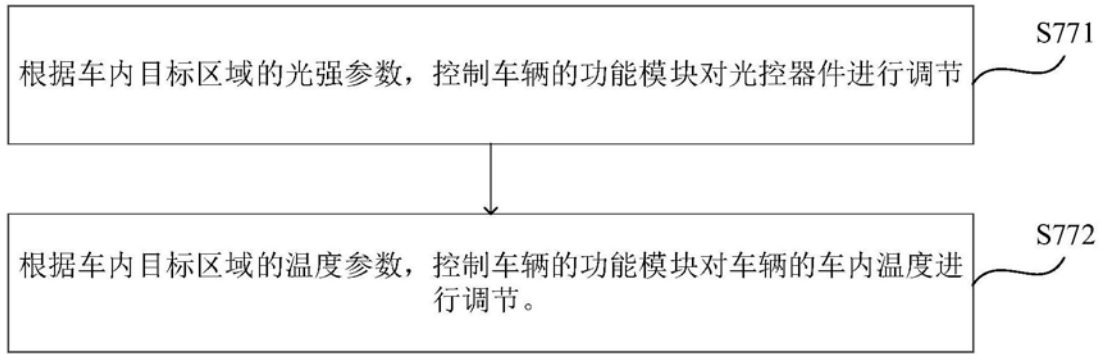 S771
根据车内目标区域的光强参数，控制车辆的功能模块对光控器件进行调节
S772
根据车内目标区域的温度参数，控制车辆的功能模块对车辆的车内温度进
行调节。